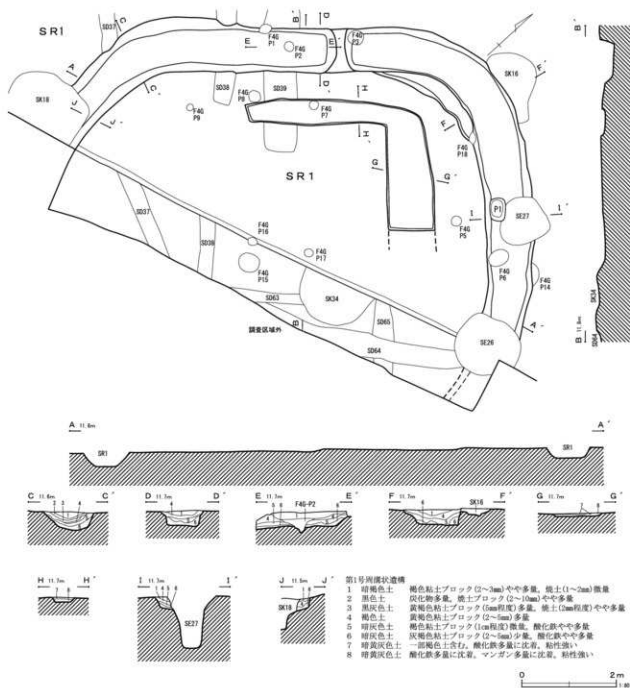 SR1
SD37
C
B'
D
F4G
P1
E
F4G
P2
E'
F4G
P3
SK16
F'
B'
A
SK18
J
C'
D'
SD38
SD39
F4G
P8
F4G
P9
J'
F4G
P7
H
H'
F
F4G
P18
SR1
G
G'
P1
I
SE27
I'
F4G
P5
F4G
P6
F4G
P14
SD37
SD39
F4G
P16
F4G
P15
F4G
P17
SD63
SK34
SD65
調査区域外
B
SD64
SE26
A'
SK34
SD64
B 11.8m
A 11.8m
A'
SR1
SR1
C 11.6m C'
D 11.7m D'
E 11.7m F4G-P2 E'
F 11.7m SK16 F'
G 11.7m G'
H 11.7m H'
I 11.7m I'
SE27
J 11.5m J'
SK18
第1号周溝状遺構
1 暗褐色土 褐色粘土ブロック(2~3㎜)やや多量、焼土(1~2㎜)微量
2 黒色土 炭化物多量、焼土ブロック(2~10㎜)やや多量
3 黒灰色土 黄褐色粘土ブロック(5㎜程度)多量、焼土(2㎜程度)やや多量
4 褐色土 黄褐色粘土(2~5㎜)多量
5 暗灰色土 褐色粘土ブロック(1㎝程度)微量、酸化鉄やや多量
6 暗灰色土 灰褐色粘土ブロック(2~5㎜)少量、酸化鉄やや多量
7 暗黄灰色土 一部褐色土含む、酸化鉄多量に沈着、粘性強い
8 暗黄灰色土 酸化鉄多量に沈着、マンガン多量に沈着、粘性強い
0 2m
1:80